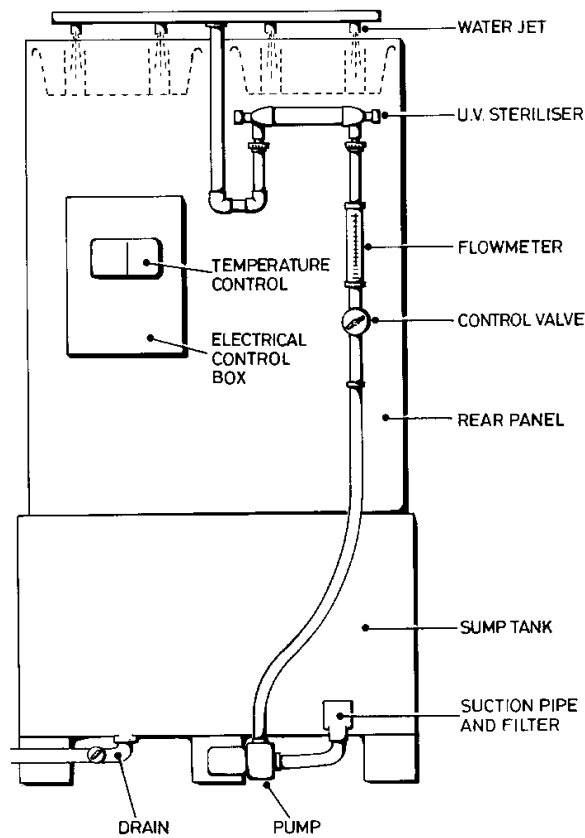 WATER JET
U.V. STERILISER
FLOWMETER
TEMPERATURE
CONTROL
CONTROL VALVE
ELECTRICAL
CONTROL
BOX
REAR PANEL
SUMP TANK
SUCTION PIPE
AND FILTER
DRAIN
PUMP